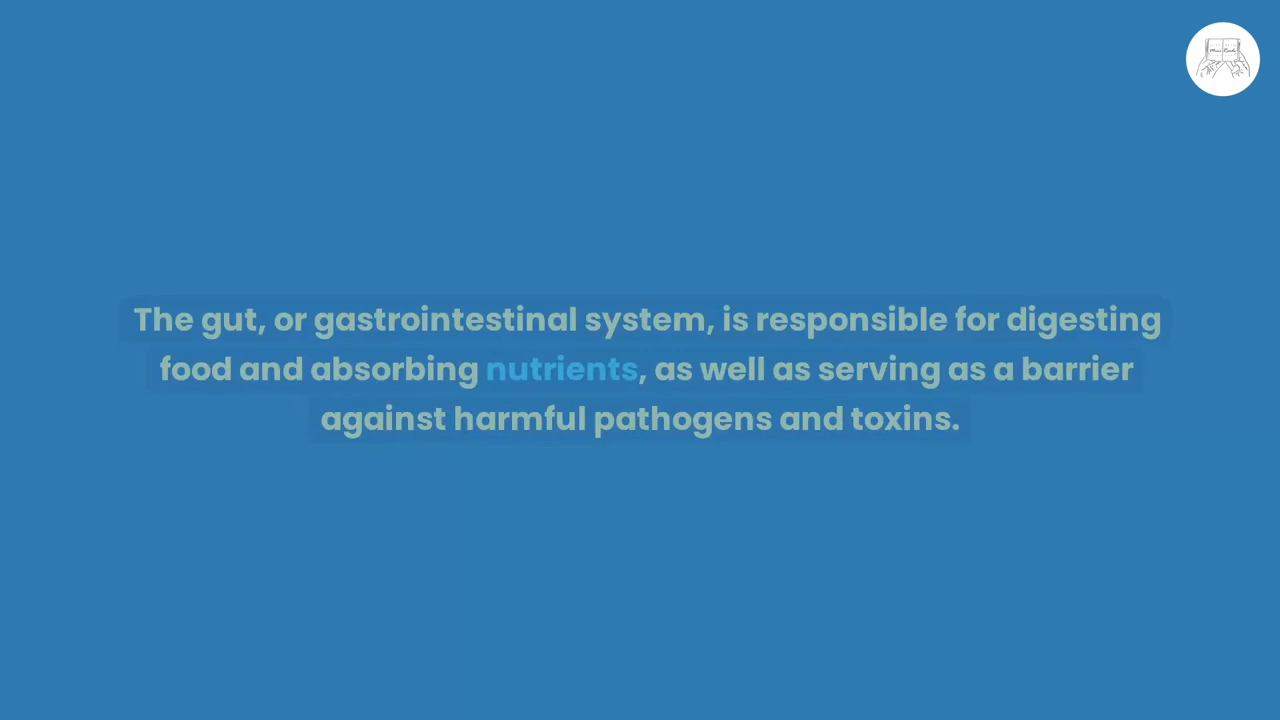 The gut, or gastrointestinal system, is responsible for digesting
food and absorbing nutrients, as well as serving as a barrier
against harmful pathogens and toxins.